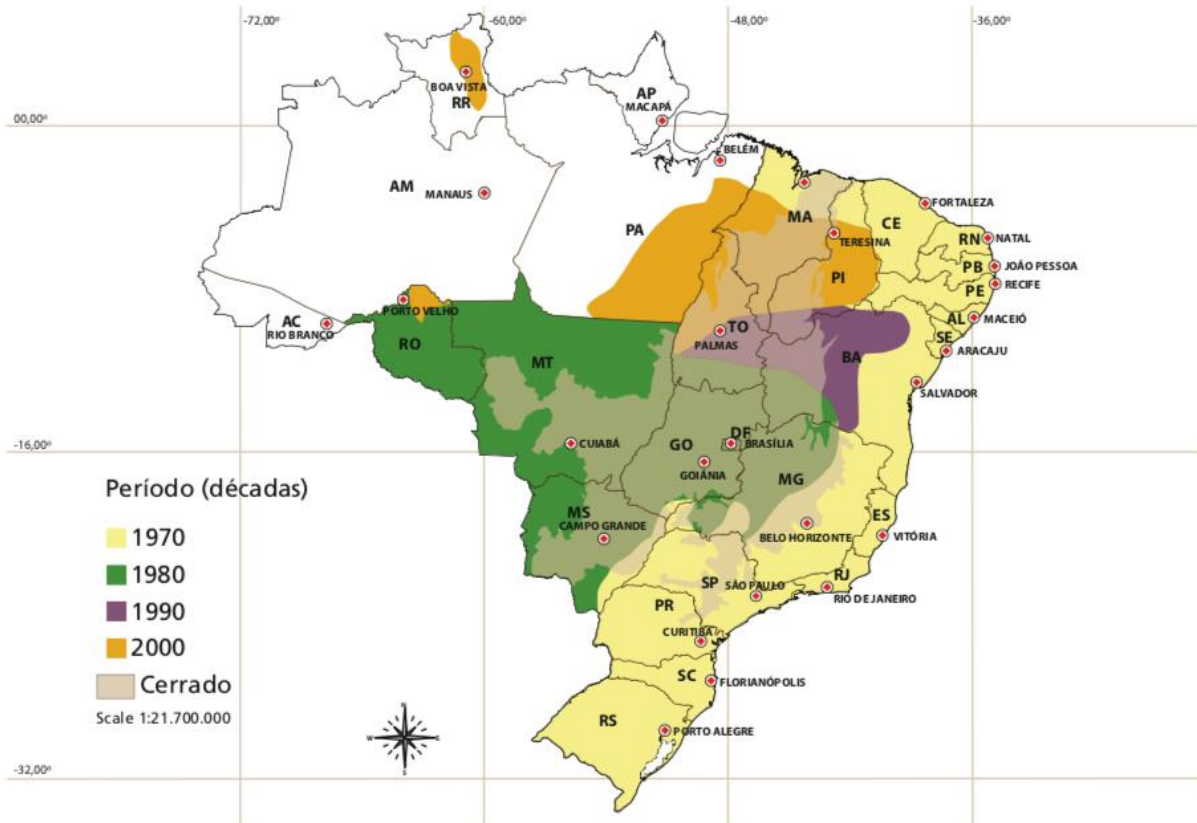 -72,00º
-60,00º
-48,00º
-36,00º
BOA VISTA
RR
AP
MACAPÁ
00,00º
BELÉM
AM
MANAUS
FORTALEZA
MA
CE
PA
TERESINA
RN
NATAL
PB
JOÃO PESSOA
PI
PE
RECIFE
PORTO VELHO
AC
RIO BRANCO
AL
MACEIÓ
TO
SE
PALMAS
RO
ARACAJU
MT
BA
SALVADOR
-16,00º
CUIABÁ
GO
DF
BRASÍLIA
GOIÂNIA
MG
Período (décadas)
MS
CAMPO GRANDE
ES
1970
BELO HORIZONTE
VITÓRIA
1980
SP
SÃO PAULO
RJ
RIO DE JANEIRO
1990
PR
CURITIBA
2000
Cerrado
SC
FLORIANÓPOLIS
Scale 1:21.700.000
RS
PORTO ALEGRE
W
E
S
-32,00º